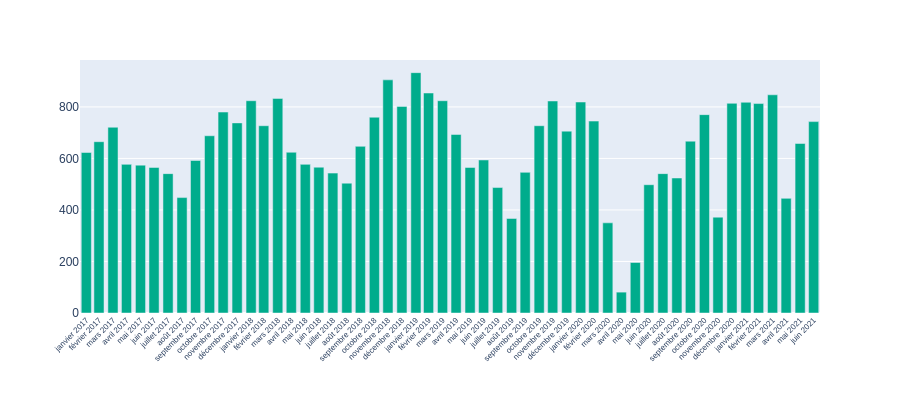 800
600
400
200
0
janvier 2017
février 2017
mars 2017
avril 2017
mai 2017
juin 2017
juillet 2017
août 2017
septembre 2017
octobre 2017
novembre 2017
décembre 2017
janvier 2018
février 2018
mars 2018
avril 2018
mai 2018
juin 2018
juillet 2018
août 2018
septembre 2018
octobre 2018
novembre 2018
décembre 2018
janvier 2019
février 2019
mars 2019
avril 2019
mai 2019
juin 2019
juillet 2019
août 2019
septembre 2019
octobre 2019
novembre 2019
décembre 2019
janvier 2020
février 2020
mars 2020
avril 2020
mai 2020
juin 2020
juillet 2020
août 2020
septembre 2020
octobre 2020
novembre 2020
décembre 2020
janvier 2021
février 2021
mars 2021
avril 2021
mai 2021
juin 2021